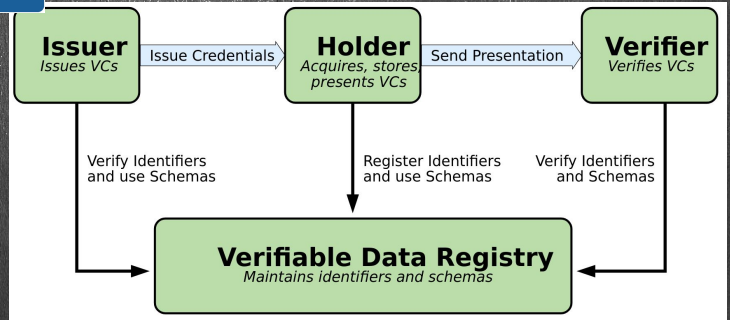 Issuer
Issues VCs
Issue Credentials
Holder
Acquires, stores,
presents VCs
Send Presentation
Verifier
Verifies VCs
Verify Identifiers
and use Schemas
Register Identifiers
and use Schemas
Verify Identifiers
and Schemas
Verifiable Data Registry
Maintains identifiers and schemas